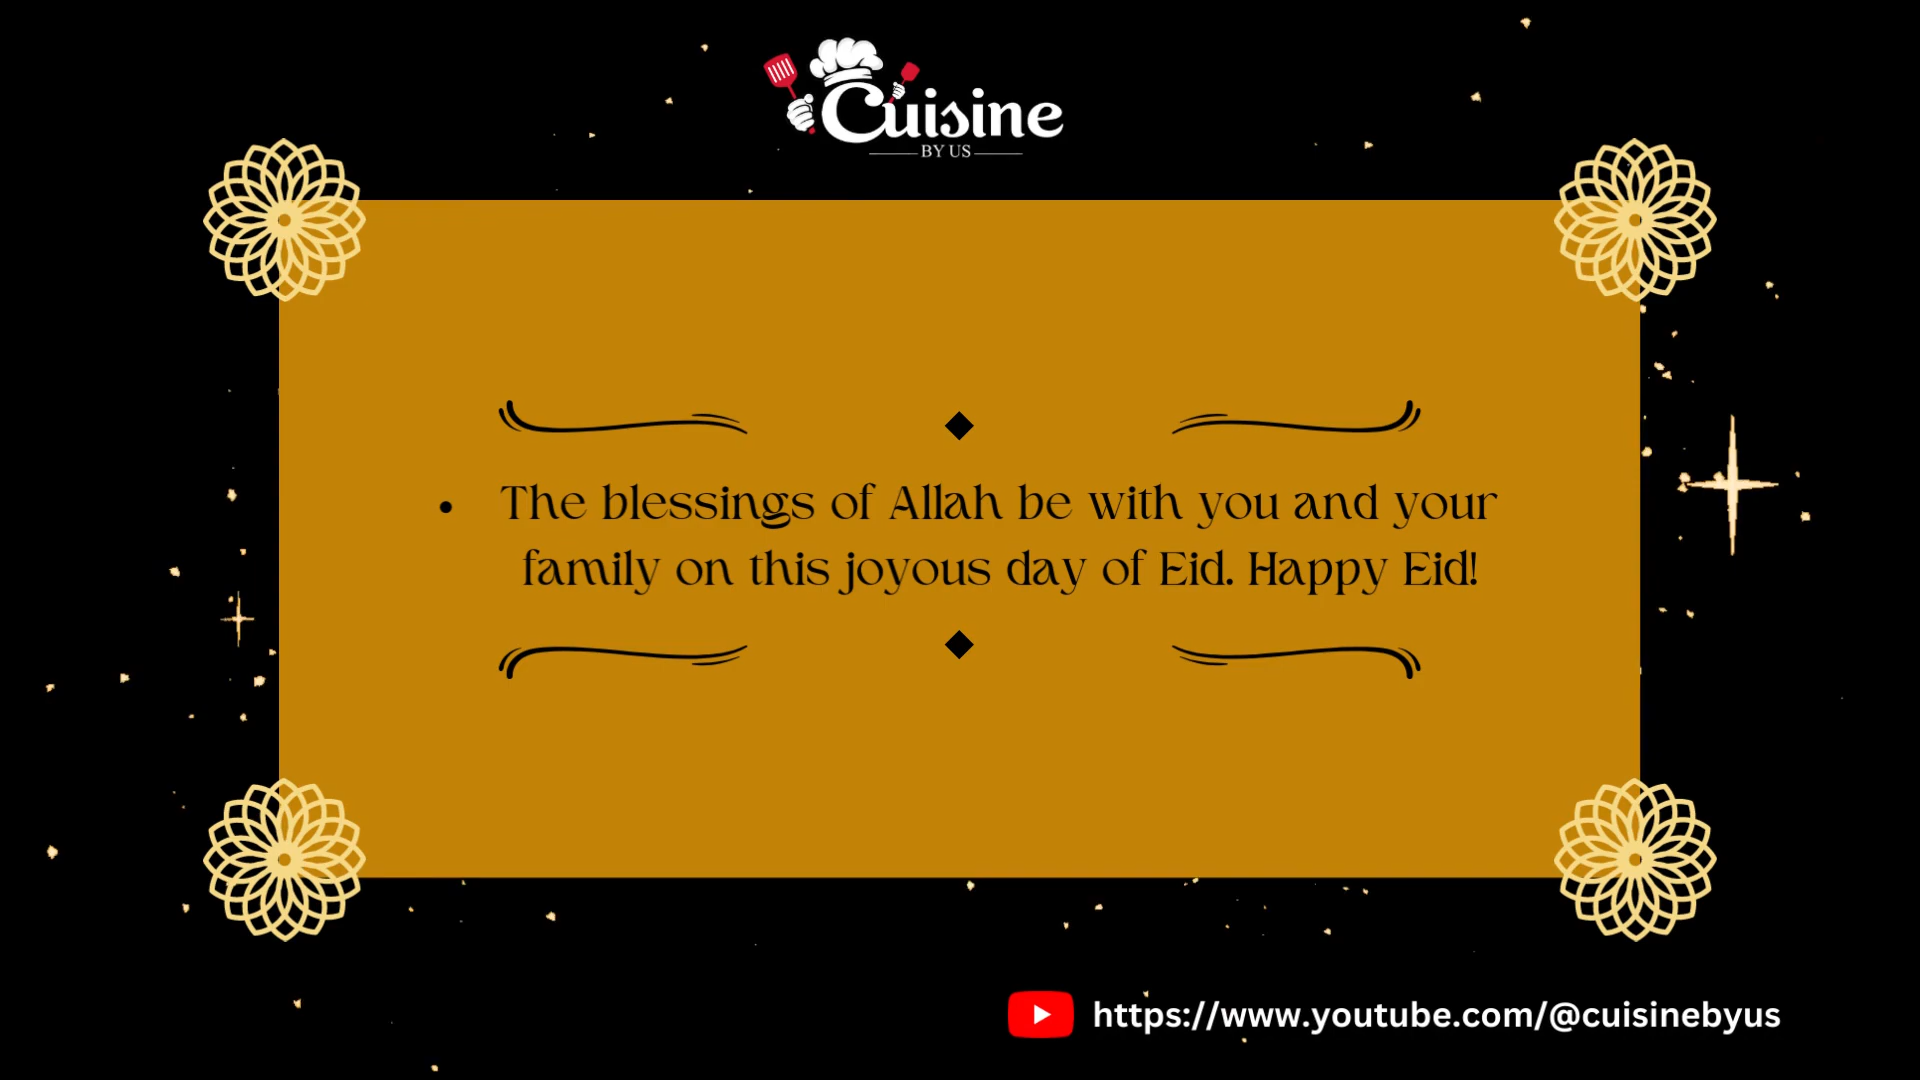 Cuisine
BY US
• The blessings of Allah be with you and your
family on this joyous day of Eid. Happy Eid!
https://www.youtube.com/@cuisinebyus